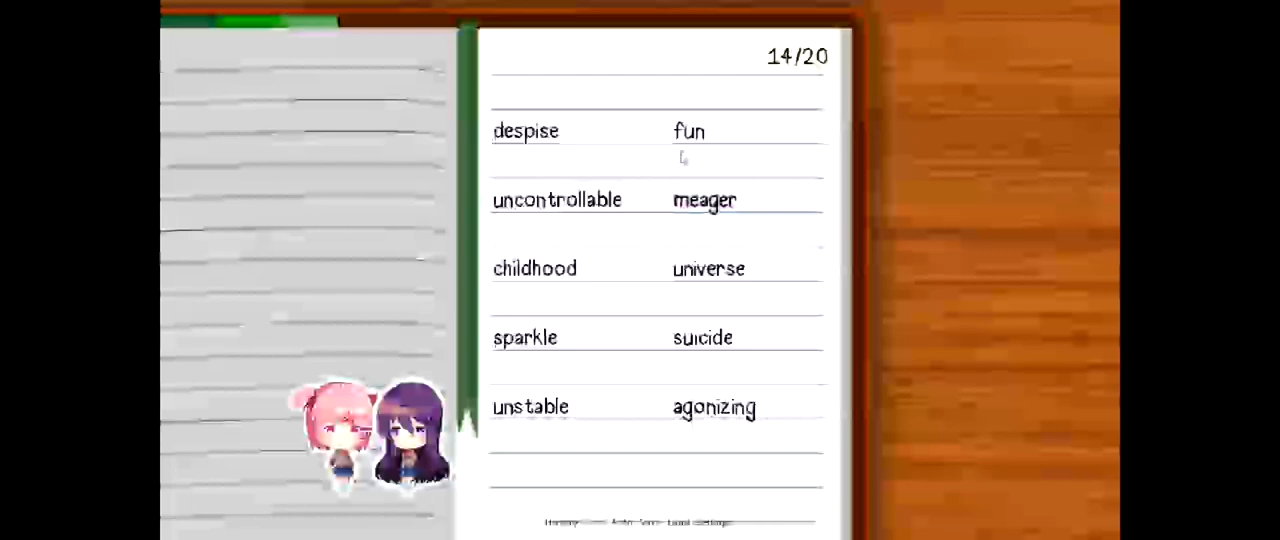 14/20
despise fun
uncontrollable meager
childhood universe
sparkle suicide
unstable agonizing